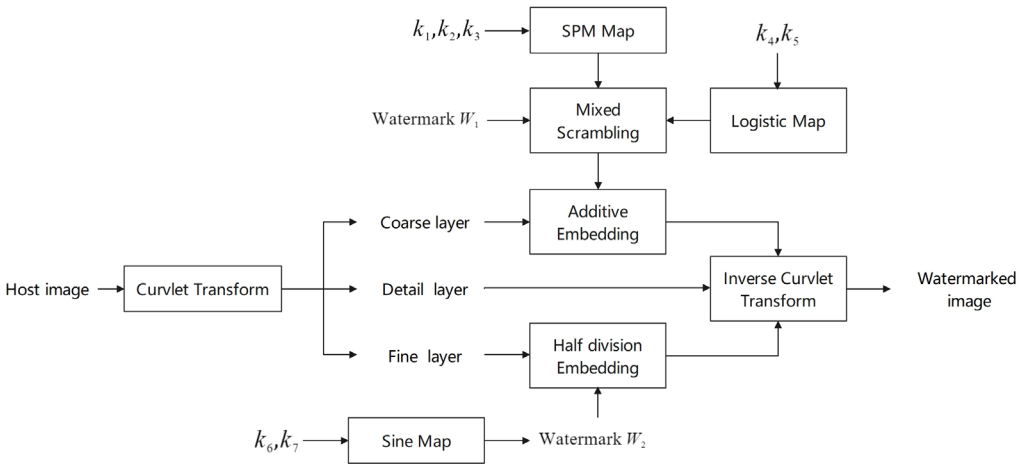 k₁,k₂,k₃
SPM Map
k₄,k₅
Watermark W₁
Mixed
Scrambling
Logistic Map
Coarse layer
Additive
Embedding
Host image
Curvlet Transform
Detail layer
Inverse Curvlet
Transform
Watermarked
image
Fine layer
Half division
Embedding
k₆,k₇
Sine Map
Watermark W₂